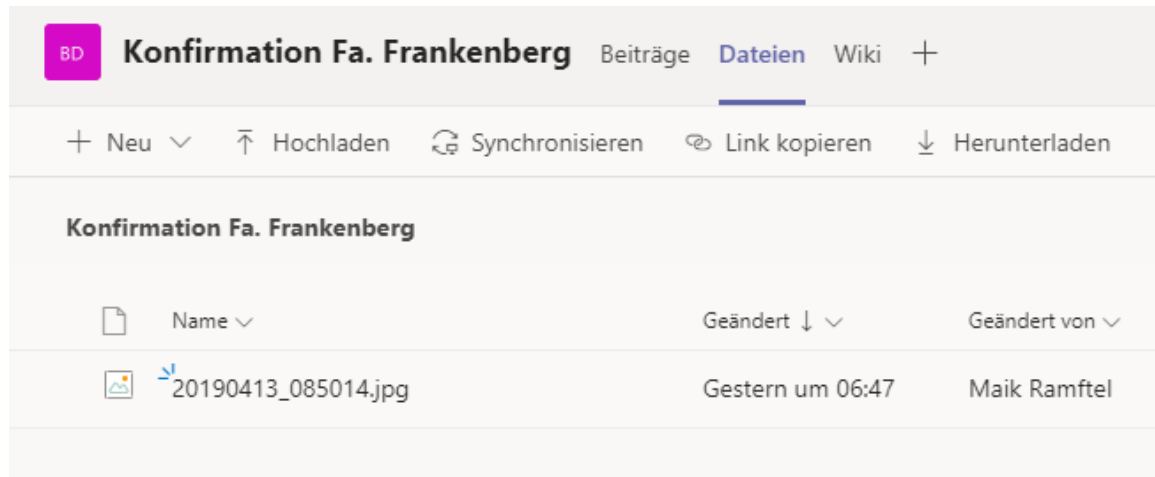 BD Konfirmation Fa. Frankenberg Beiträge Dateien Wiki
Neu Hochladen Synchronisieren Link kopieren Herunterladen
Konfirmation Fa. Frankenberg
Name Geändert Geändert von
20190413_085014.jpg Gestern um 06:47 Maik Ramftel